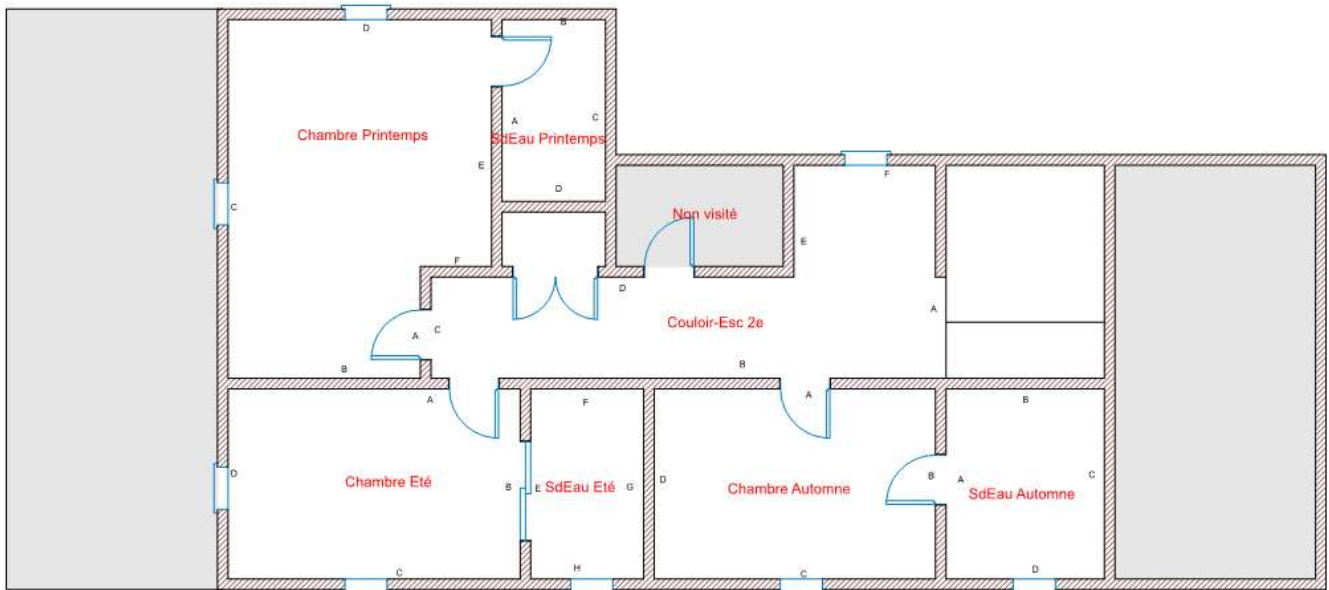 D
B
Chambre Printemps
A
C
SdEau Printemps
E
F
D
C
Non visité
E
F
D
A
C
Couloir-Esc 2e
A
B
B
A
F
A
B
D
Chambre Eté
B
E
SdEau Eté
G
D
Chambre Automne
B
A
SdEau Automne
C
C
H
C
D